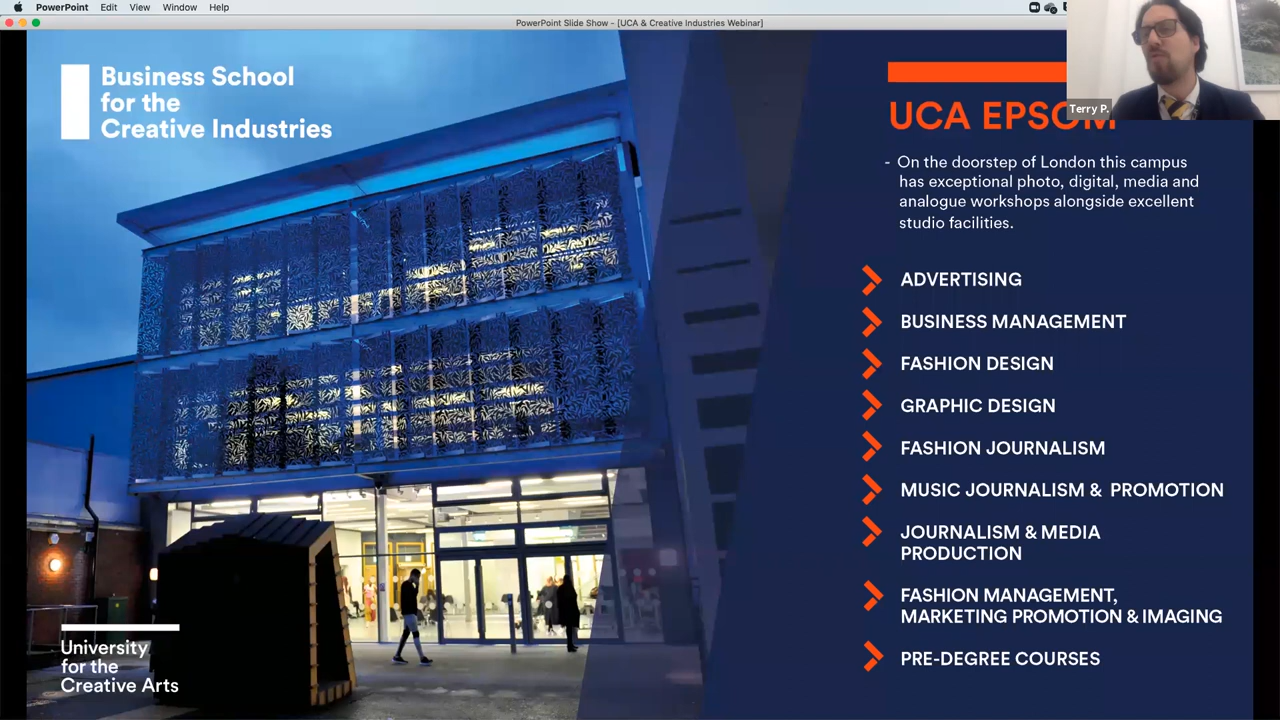 PowerPoint Edit View Window Help
PowerPoint Slide Show - [UCA & Creative Industries Webinar]
Business School
for the
Creative Industries
University
for the
Creative Arts
UCA EPSOM
Terry P.
- On the doorstep of London this campus
has exceptional photo, digital, media and
analogue workshops alongside excellent
studio facilities.
ADVERTISING
BUSINESS MANAGEMENT
FASHION DESIGN
GRAPHIC DESIGN
FASHION JOURNALISM
MUSIC JOURNALISM & PROMOTION
JOURNALISM & MEDIA
PRODUCTION
FASHION MANAGEMENT,
MARKETING PROMOTION & IMAGING
PRE-DEGREE COURSES